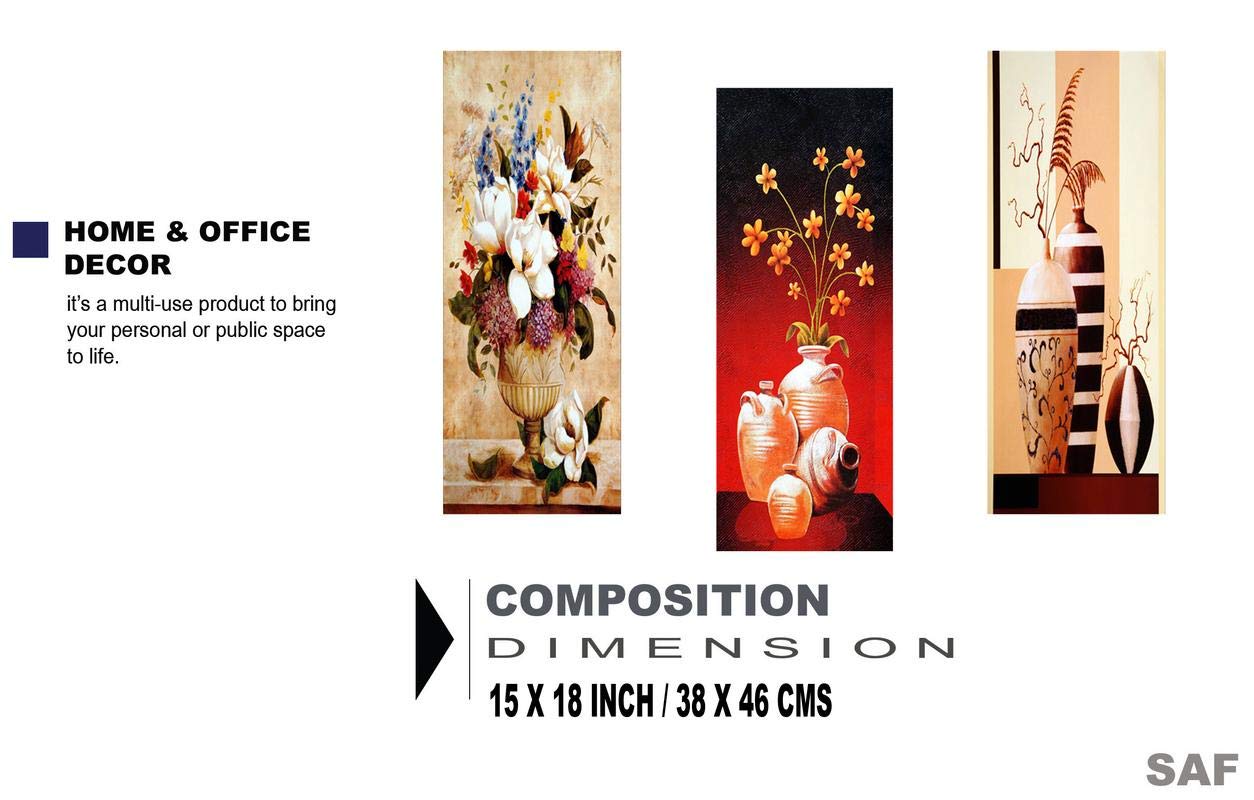 HOME & OFFICE
DECOR
it's a multi-use product to bring
your personal or public space
to life.
COMPOSITION
DIMENSION
15 X 18 INCH / 38 X 46 CMS
SAF